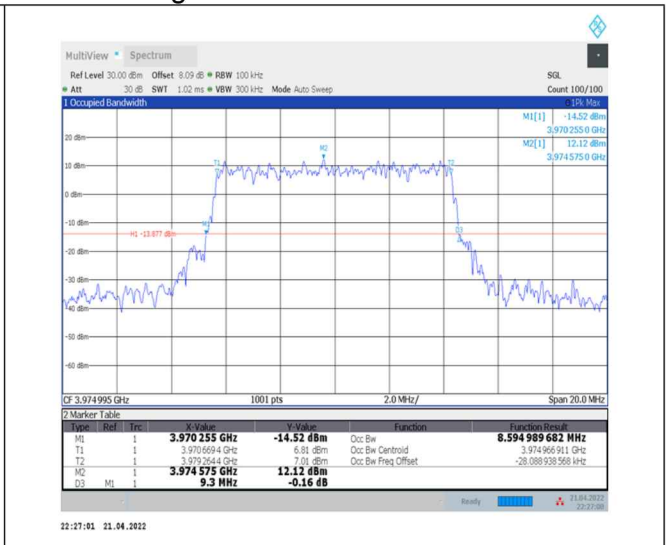 MultiView Spectrum
Ref Level 30.00 dBm Offset 8.09 dB RBW 100 kHz SGL
Att 30 dB SWT 1.02 ms VBW 300 kHz Mode Auto Sweep Count 100/100
1 Occupied Bandwidth 1Pk Max
M1[1] -14.52 dBm
3.9702550 GHz
M2[1] 12.12 dBm
3.9745750 GHz
20 dBm
M2
10 dBm T1 T2
0 dBm
-10 dBm
M1 D3
H1 -13.877 dBm
-20 dBm
-30 dBm
-40 dBm
-60 dBm
CF 3.974995 GHz 1001 pts 2.0 MHz/ Span 20.0 MHz
2 Marker Table
Type Ref Trc X-Value Y-Value Function Function Result
M1 1 3.970 255 GHz -14.52 dBm Occ Bw 8.594 989 682 MHz
T1 1 3.970 669 4 GHz 6.81 dBm Occ Bw Centroid 3.974 966 911 GHz
T2 1 3.979 264 4 GHz 7.01 dBm Occ Bw Freq Offset -28.088 938 568 kHz
M2 1 3.974 575 GHz 12.12 dBm
D3 M1 1 9.3 MHz -0.16 dB
Ready 21.04.2022
22:27:00
22:27:01 21.04.2022